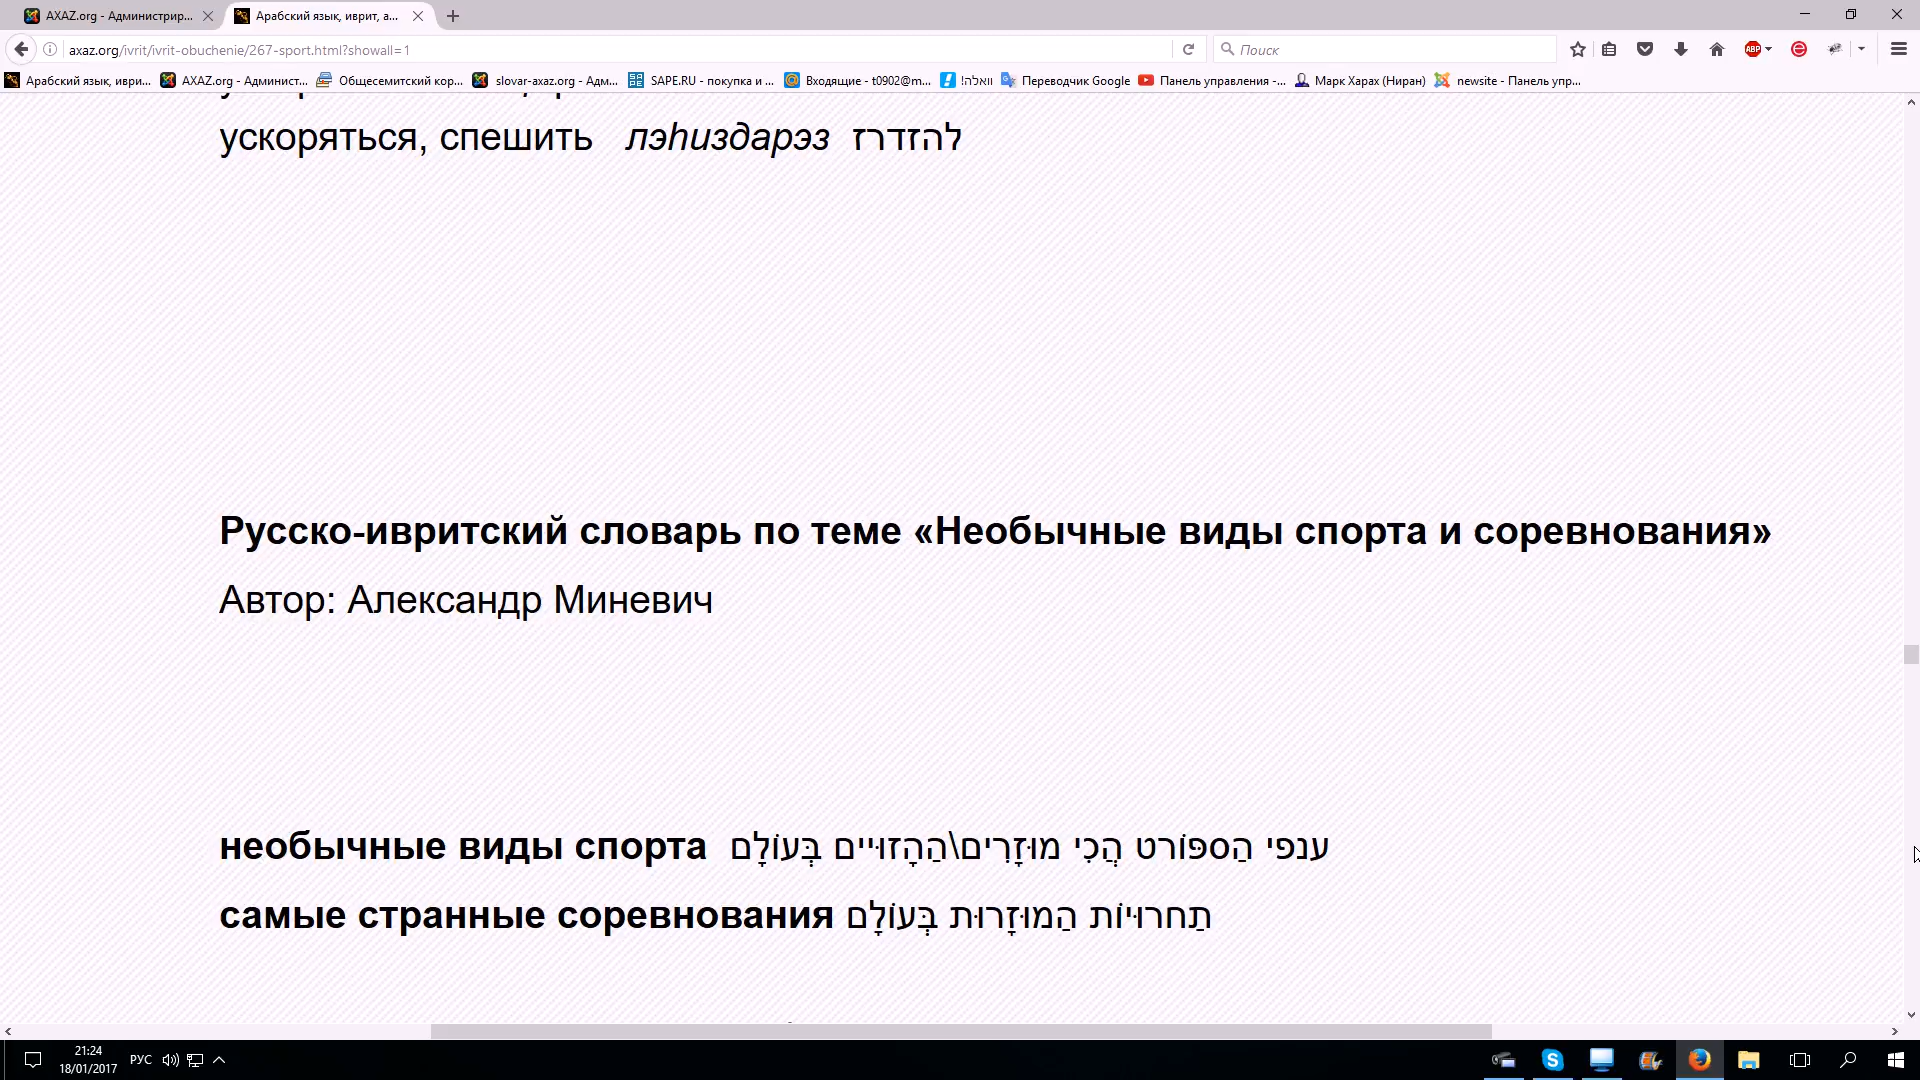 AXAZ.org - Администрир...
Арабский язык, иврит, а...
axaz.org/ivrit/ivrit-obuchenie/267-sport.html?showall=1
Поиск
ABP
Арабский язык, иври...
AXAZ.org - Админист...
Общесемитский кор...
slovar-axaz.org - Адм...
SAPE.RU - покупка и ...
Входящие - t0902@m...
וואלה!
Переводчик Google
Панель управления -...
Марк Харах (Ниран)
newsite - Панель упр...
ускоряться, спешить лэhиздарэз להזדרז
Русско-ивритский словарь по теме «Необычные виды спорта и соревнования»
Автор: Александр Миневич
необычные виды спорта ענפי הַספּוֹרט הֲכִי מוּזָרִים\הַהָזוּיים בְּעוֹלָם
самые странные соревнования תַחרוּיוֹת הַמוּזָרוּת בְּעוֹלָם
21:24
18/01/2017
РУС